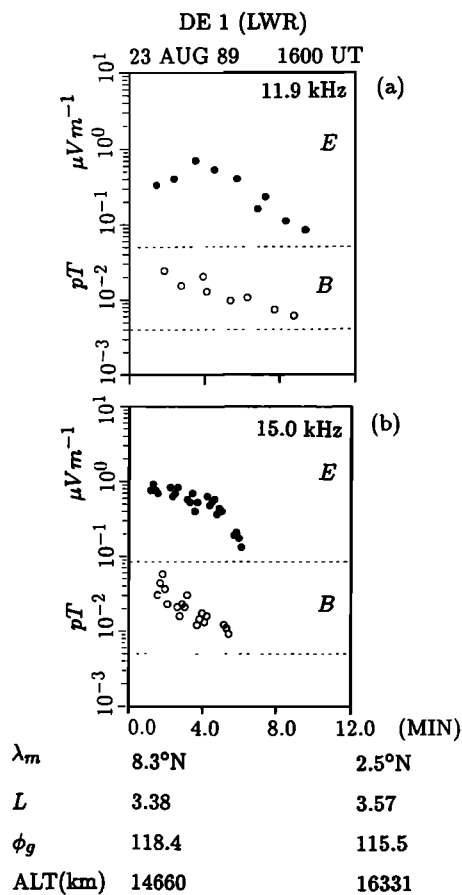 DE 1 (LWR)
23 AUG 89 1600 UT
11.9 kHz (a)
10¹
10⁰
10⁻¹
10⁻²
10⁻³
μVm⁻¹
pT
E
B
15.0 kHz (b)
10¹
10⁰
10⁻¹
10⁻²
10⁻³
μVm⁻¹
pT
E
B
0.0 4.0 8.0 12.0 (MIN)
λₘ 8.3°N 2.5°N
L 3.38 3.57
ϕg 118.4 115.5
ALT(km) 14660 16331